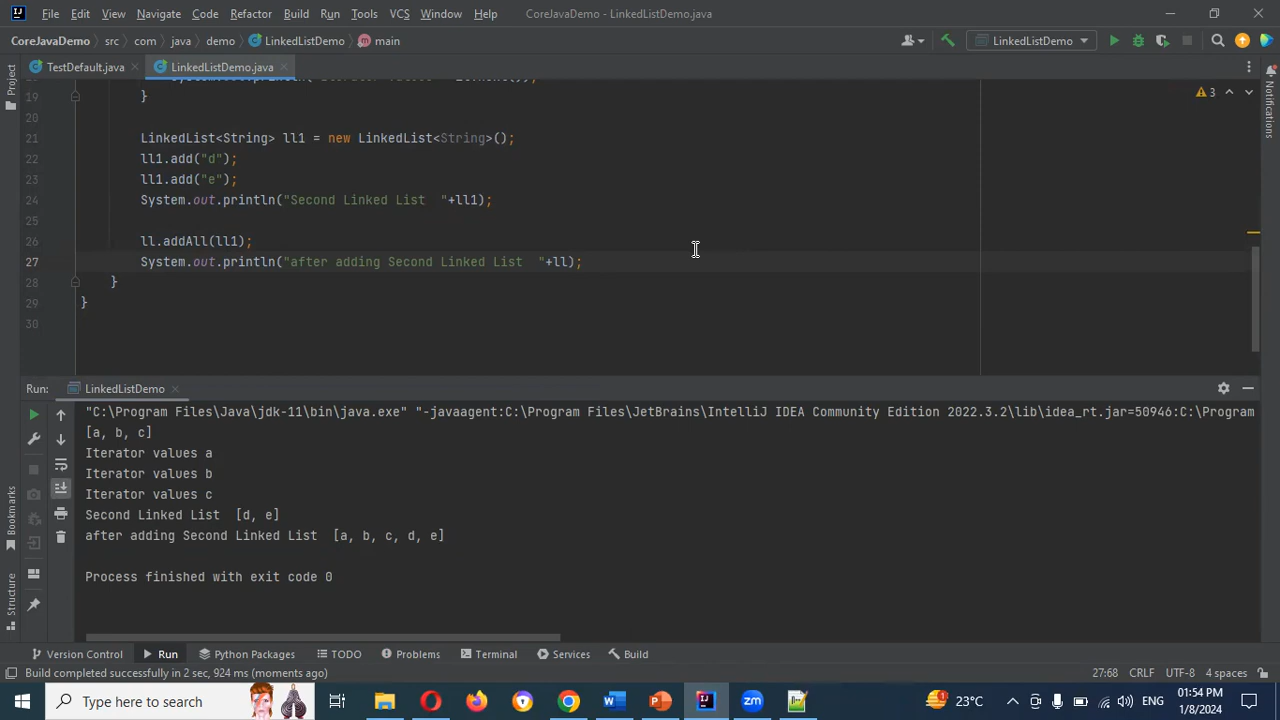 File Edit View Navigate Code Refactor Build Run Tools VCS Window Help CoreJavaDemo - LinkedListDemo.java
CoreJavaDemo src com java demo LinkedListDemo main LinkedListDemo
Project
TestDefault.java LinkedListDemo.java
Notifications
3
19 }
20
21 LinkedList<String> ll1 = new LinkedList<String>();
22 ll1.add("d");
23 ll1.add("e");
24 System.out.println("Second Linked List  "+ll1);
25
26 ll.addAll(ll1);
27 System.out.println("after adding Second Linked List  "+ll);
28 }
29 }
30
Run: LinkedListDemo
"C:\Program Files\Java\jdk-11\bin\java.exe" "-javaagent:C:\Program Files\JetBrains\IntelliJ IDEA Community Edition 2022.3.2\lib\idea_rt.jar=50946:C:\Program
[a, b, c]
Iterator values a
Iterator values b
Iterator values c
Second Linked List  [d, e]
after adding Second Linked List  [a, b, c, d, e]
Process finished with exit code 0
Bookmarks
Structure
Version Control Run Python Packages TODO Problems Terminal Services Build
Build completed successfully in 2 sec, 924 ms (moments ago) 27:68 CRLF UTF-8 4 spaces
Type here to search 23°C ENG 01:54 PM
1/8/2024